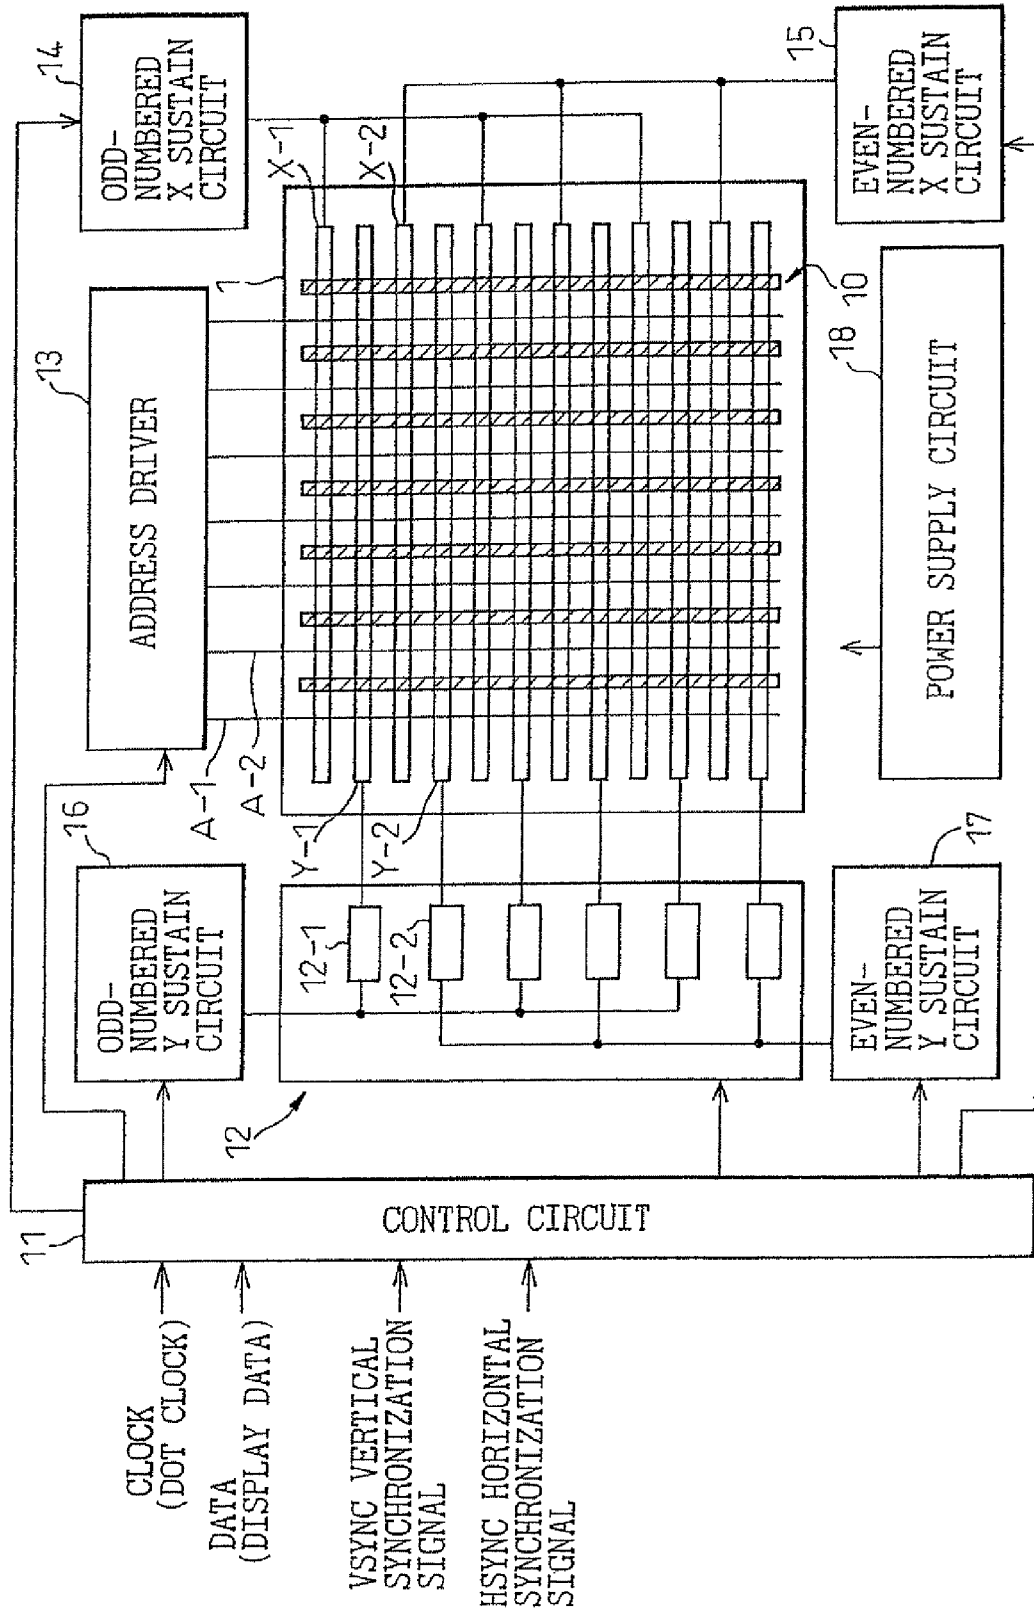 14
ODD-
NUMBERED
X SUSTAIN
CIRCUIT
15
EVEN-
NUMBERED
X SUSTAIN
CIRCUIT
X-1
X-2
1
10
13
ADDRESS DRIVER
18
POWER SUPPLY CIRCUIT
A-1
A-2
Y-1
Y-2
16
ODD-
NUMBERED
Y SUSTAIN
CIRCUIT
12-1
12-2
12
17
EVEN-
NUMBERED
Y SUSTAIN
CIRCUIT
11
CONTROL CIRCUIT
CLOCK
(DOT CLOCK)
DATA
(DISPLAY DATA)
VSYNC VERTICAL
SYNCHRONIZATION
SIGNAL
HSYNC HORIZONTAL
SYNCHRONIZATION
SIGNAL